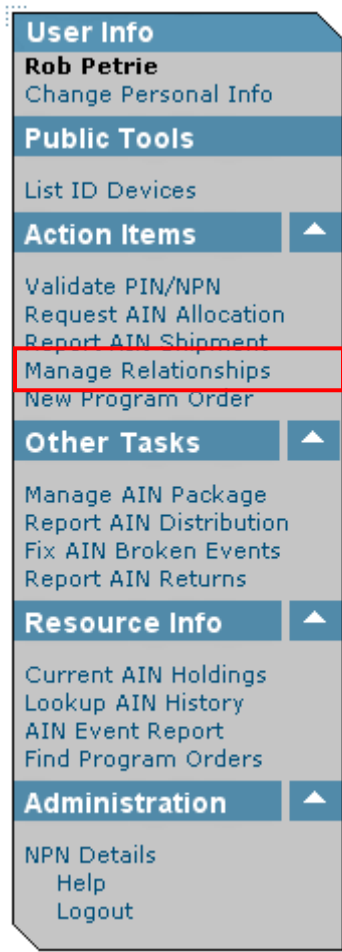 User Info
Rob Petrie
Change Personal Info
Public Tools
List ID Devices
Action Items
Validate PIN/NPN
Request AIN Allocation
Report AIN Shipment
Manage Relationships
New Program Order
Other Tasks
Manage AIN Package
Report AIN Distribution
Fix AIN Broken Events
Report AIN Returns
Resource Info
Current AIN Holdings
Lookup AIN History
AIN Event Report
Find Program Orders
Administration
NPN Details
Help
Logout